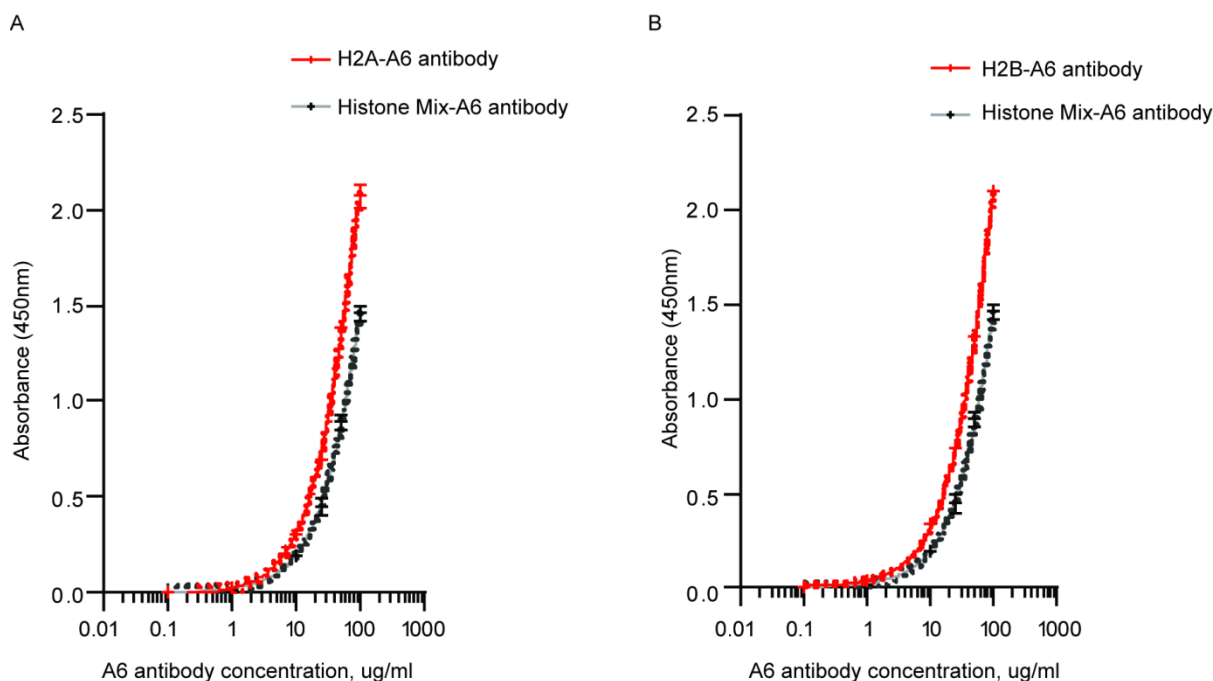 A
H2A-A6 antibody
Histone Mix-A6 antibody
2.5
2.0
1.5
1.0
0.5
0.0
Absorbance (450nm)
0.01 0.1 1 10 100 1000
A6 antibody concentration, ug/ml
B
H2B-A6 antibody
Histone Mix-A6 antibody
2.5
2.0
1.5
1.0
0.5
0.0
Absorbance (450nm)
0.01 0.1 1 10 100 1000
A6 antibody concentration, ug/ml